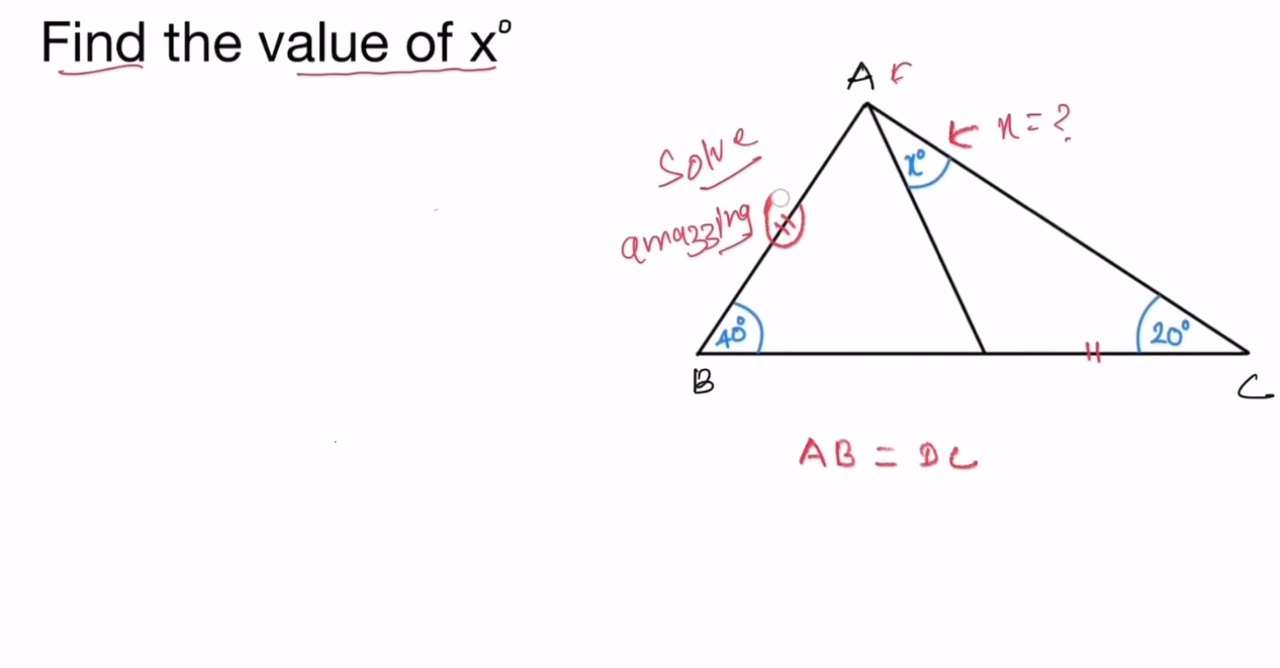 Find the value of x°
A
x = ?
Solve
amazzing
x°
40°
20°
B
C
AB = DC